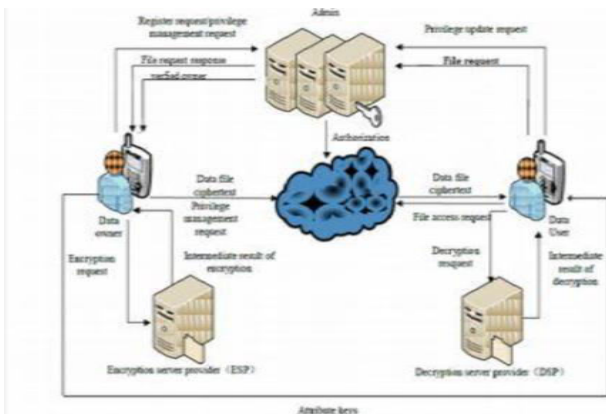 Admin
Register request/privilege
management request
Privilege update request
File request response
verified owner
File request
Authorization
Data file
ciphertext
Privilege
management
request
Data file
ciphertext
File access request
Data
owner
Data
User
Encryption
request
Intermediate result of
encryption
Decryption
request
Intermediate
result of
decryption
Encryption server provider（ESP）
Decryption server provider（DSP）
Attribute keys